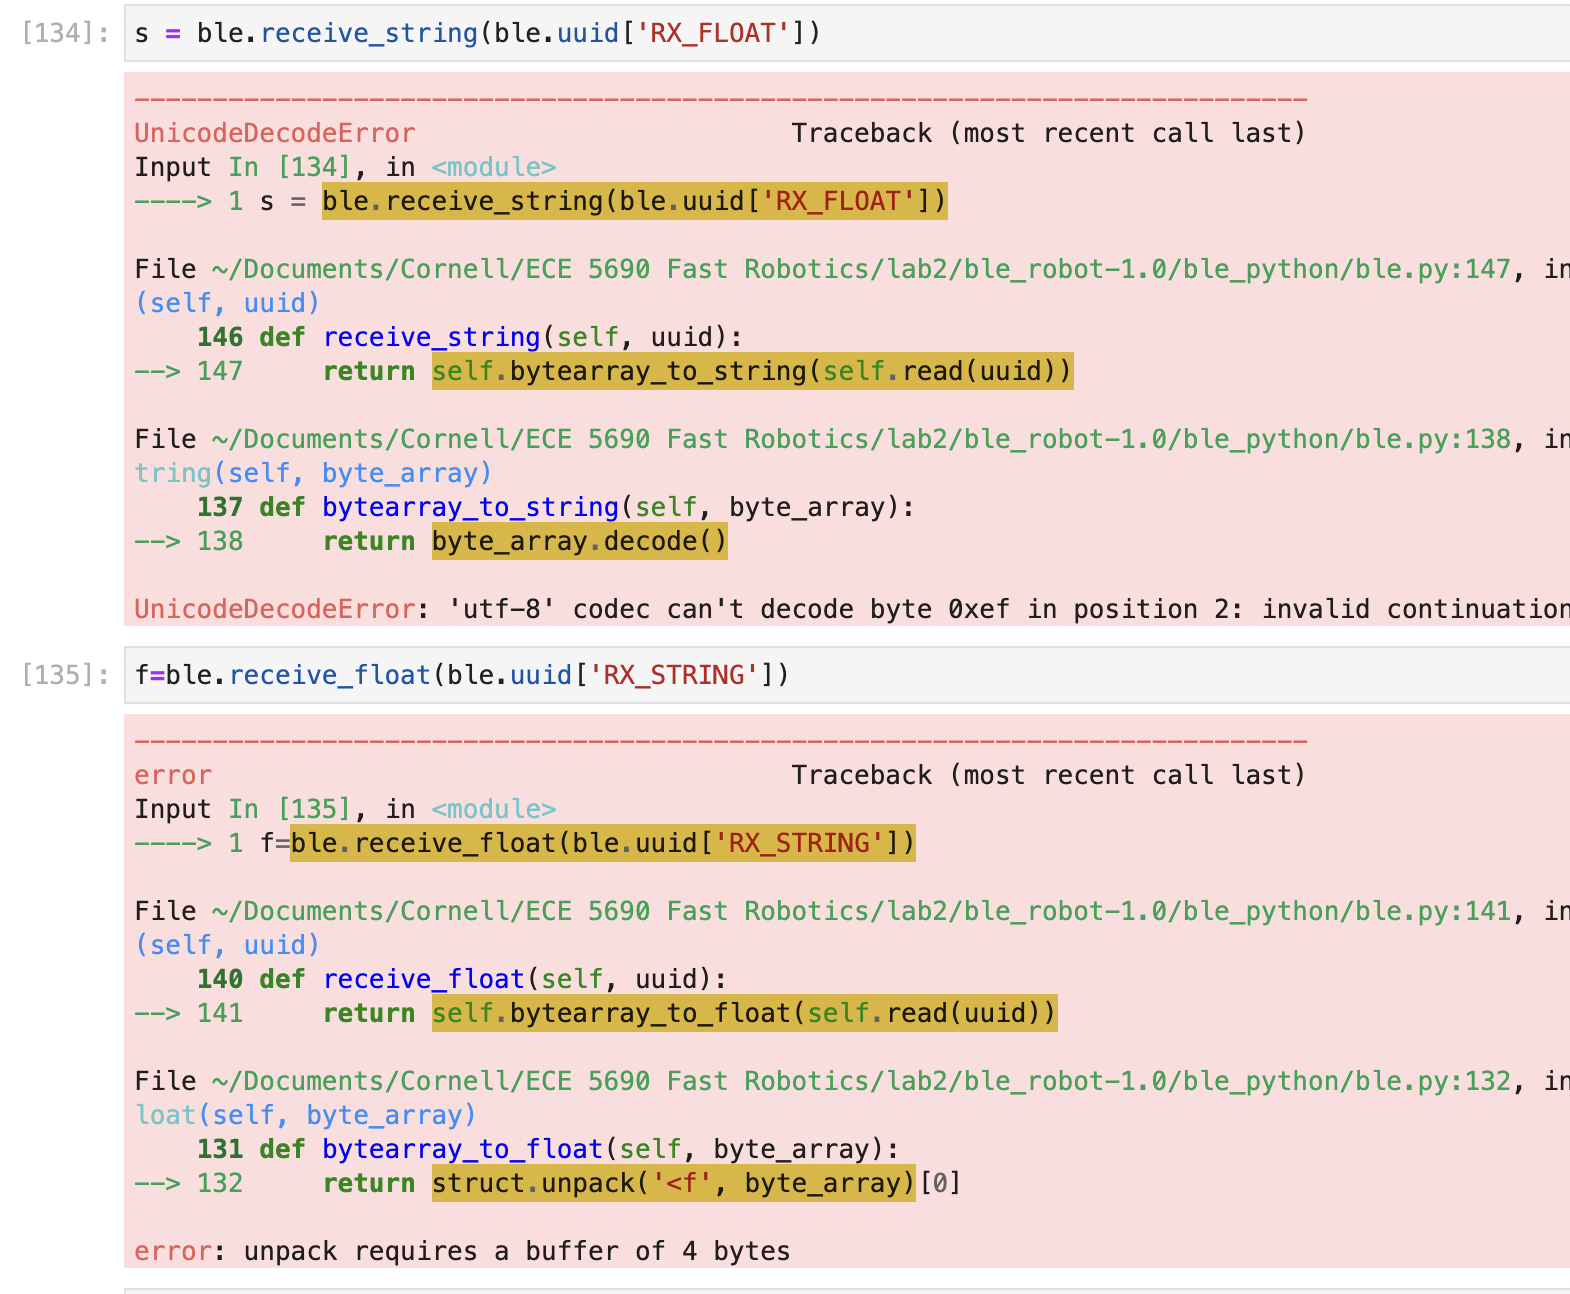 [134]: s = ble.receive_string(ble.uuid['RX_FLOAT'])
---------------------------------------------------------------------------
UnicodeDecodeError                        Traceback (most recent call last)
Input In [134], in <module>
----> 1 s = ble.receive_string(ble.uuid['RX_FLOAT'])
File ~/Documents/Cornell/ECE 5690 Fast Robotics/lab2/ble_robot-1.0/ble_python/ble.py:147, in
(self, uuid)
    146 def receive_string(self, uuid):
--> 147     return self.bytearray_to_string(self.read(uuid))
File ~/Documents/Cornell/ECE 5690 Fast Robotics/lab2/ble_robot-1.0/ble_python/ble.py:138, in
tring(self, byte_array)
    137 def bytearray_to_string(self, byte_array):
--> 138     return byte_array.decode()
UnicodeDecodeError: 'utf-8' codec can't decode byte 0xef in position 2: invalid continuation
[135]: f=ble.receive_float(ble.uuid['RX_STRING'])
---------------------------------------------------------------------------
error                                     Traceback (most recent call last)
Input In [135], in <module>
----> 1 f=ble.receive_float(ble.uuid['RX_STRING'])
File ~/Documents/Cornell/ECE 5690 Fast Robotics/lab2/ble_robot-1.0/ble_python/ble.py:141, in
(self, uuid)
    140 def receive_float(self, uuid):
--> 141     return self.bytearray_to_float(self.read(uuid))
File ~/Documents/Cornell/ECE 5690 Fast Robotics/lab2/ble_robot-1.0/ble_python/ble.py:132, in
loat(self, byte_array)
    131 def bytearray_to_float(self, byte_array):
--> 132     return struct.unpack('<f', byte_array)[0]
error: unpack requires a buffer of 4 bytes